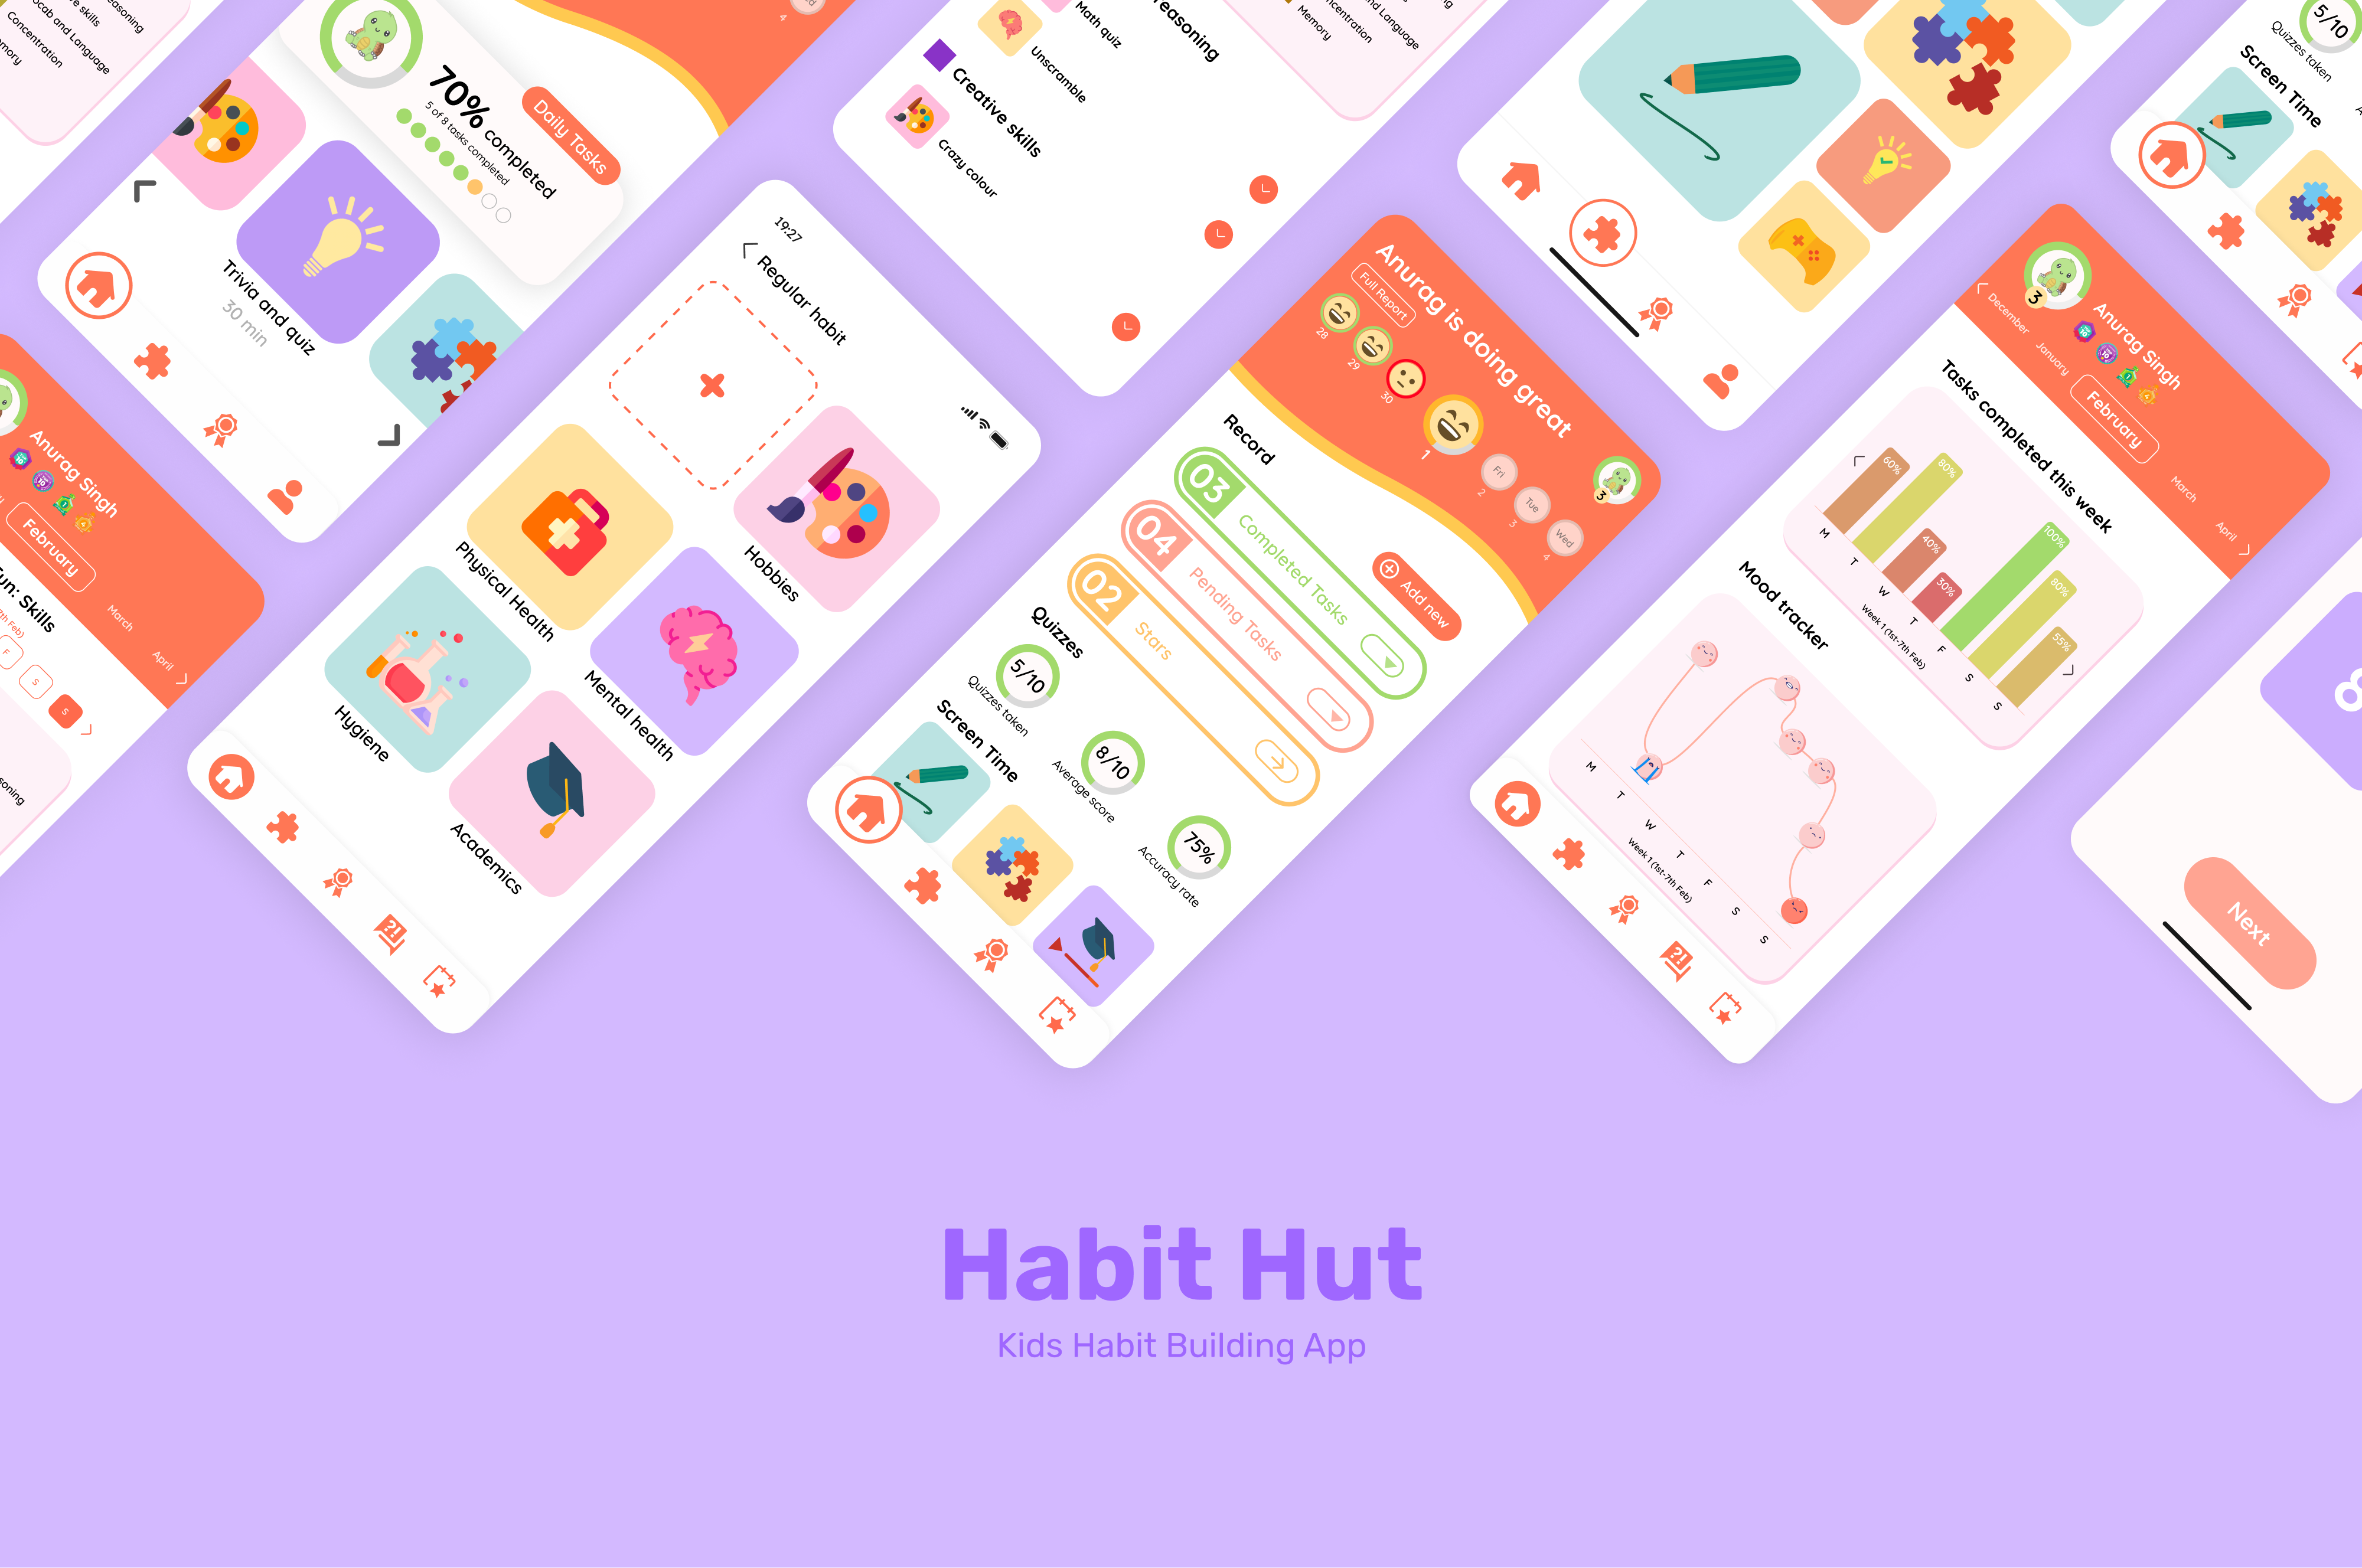 easoning
e skills
ocab and Language
Concentration
mory
70% completed
5 of 8 tasks completed
Daily Tasks
4
Trivia and quiz
30 min
Math quiz
Unscramble
Creative skills
Crazy colour
easoning
d Language
ncentration
Memory
5/10
Quizzes taken
Screen Time
Anurag Singh
February
March
April
un: Skills
7th Feb)
F
S
S
soning
19:27
Regular habit
Physical Health
Hobbies
Hygiene
Mental health
Academics
?!
Anurag is doing great
Full Report
28
29
30
1
Fri
2
Tue
3
Wed
4
3
Record
Add new
03
Completed Tasks
04
Pending Tasks
02
Stars
Quizzes
5/10
Quizzes taken
8/10
Average score
75%
Accuracy rate
Screen Time
3
Anurag Singh
December
January
February
March
April
Tasks completed this week
60%
80%
40%
30%
100%
80%
55%
M
T
W
T
F
S
S
Week 1 (1st-7th Feb)
Mood tracker
M
T
W
T
F
S
S
Week 1 (1st-7th Feb)
?!
8
Next
Habit Hut
Kids Habit Building App